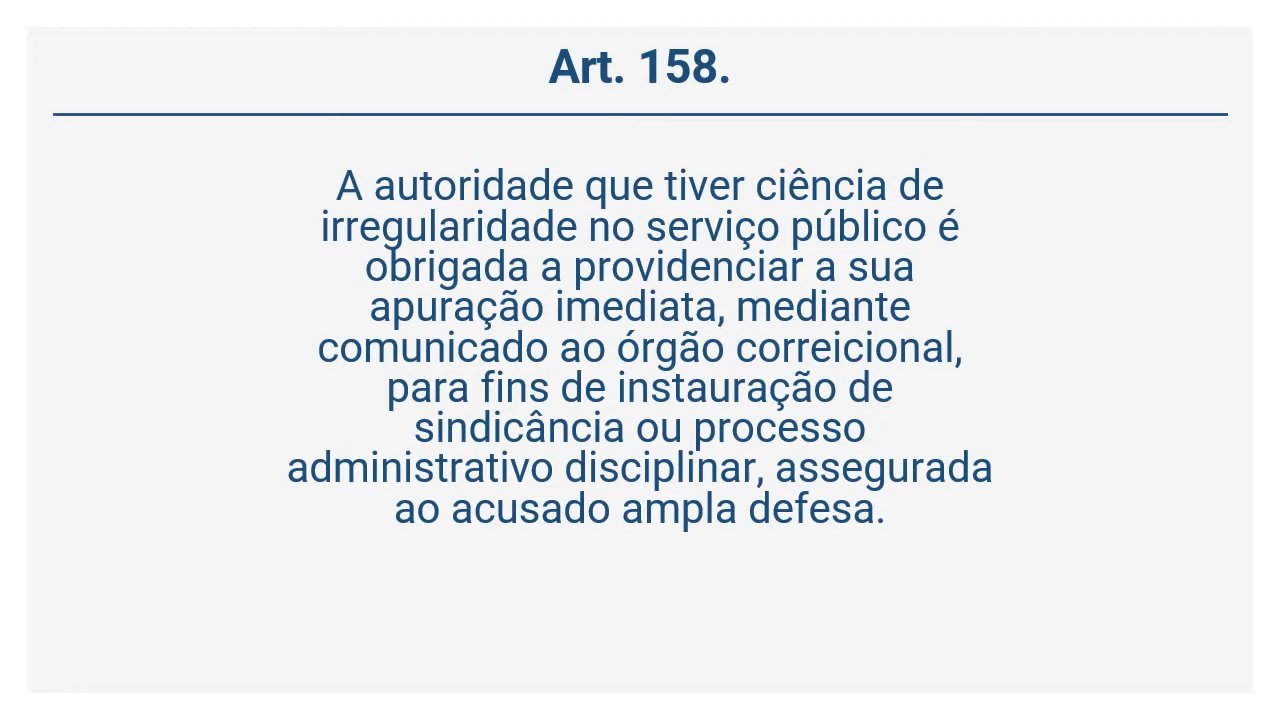 Art. 158.
A autoridade que tiver ciência de
irregularidade no serviço público é
obrigada a providenciar a sua
apuração imediata, mediante
comunicado ao órgão correicional,
para fins de instauração de
sindicância ou processo
administrativo disciplinar, assegurada
ao acusado ampla defesa.